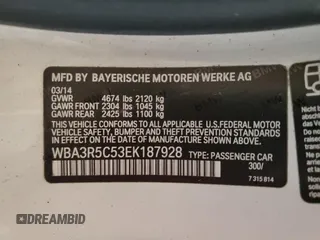 MFD BY BAYERISCHE MOTOREN WERKE AG
03/14
GVWR 4674 lbs 2120 kg
GAWR FRONT 2304 lbs 1045 kg
GAWR REAR 2425 lbs 1100 kg
THIS VEHICLE CONFORMS TO ALL APPLICABLE
U.S. FEDERAL MOTOR VEHICLE SAFETY, BUMPER,
AND THEFT PREVENTION STANDARDS IN EFFECT
ON THE DATE OF MANUFACTURE SHOWN ABOVE.
WBA3R5C53EK187928 TYPE: PASSENGER CAR
300/
7 315 814
DREAMBID